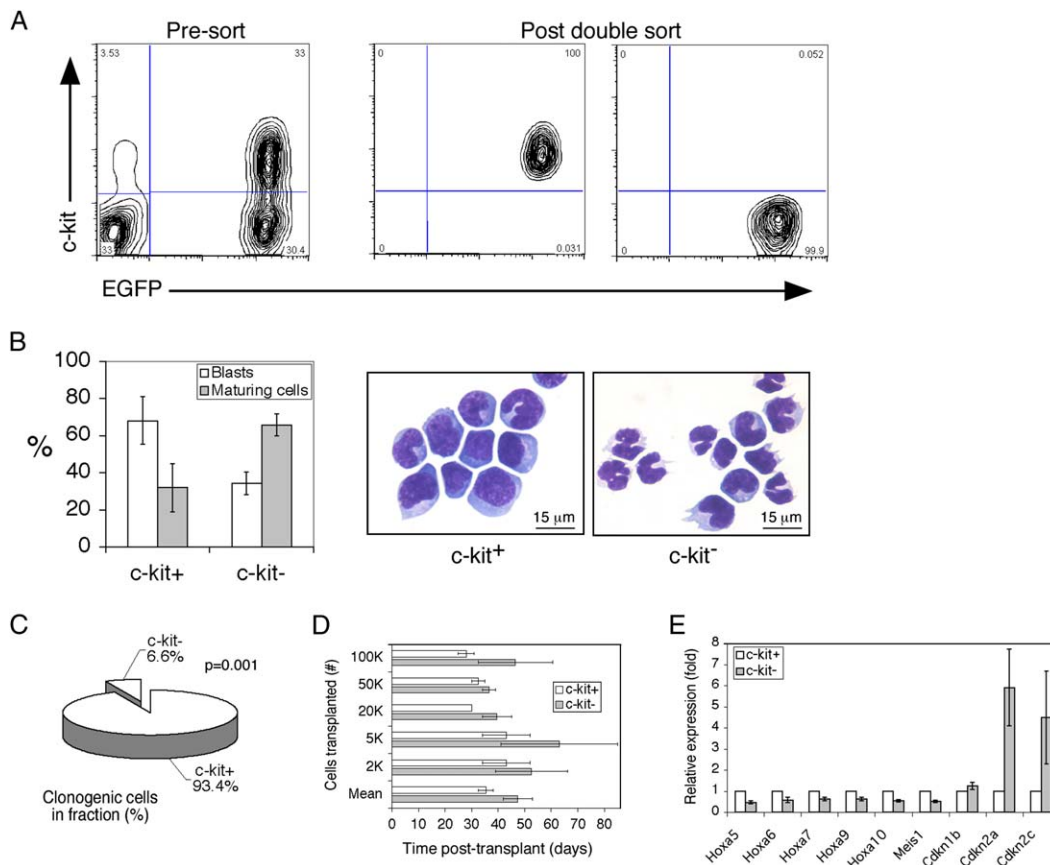 A
Pre-sort
Post double sort
3.53
33
100
0.052
c-kit
33
30.4
0
0.031
0
99.9
EGFP
B
100
80
60
40
20
0
%
Blasts
Maturing cells
c-kit+
c-kit-
15 µm
15 µm
c-kit+
c-kit-
C
c-kit-
6.6%
p=0.001
c-kit+
93.4%
Clonogenic cells
in fraction (%)
D
Cells transplanted (#)
100K
50K
20K
5K
2K
Mean
c-kit+
c-kit-
0 10 20 30 40 50 60 70 80
Time post-transplant (days)
E
Relative expression (fold)
8
7
6
5
4
3
2
1
0
c-kit+
c-kit-
Hoxa5
Hoxa6
Hoxa7
Hoxa9
Hoxa10
Meis1
Cdkn1b
Cdkn2a
Cdkn2c